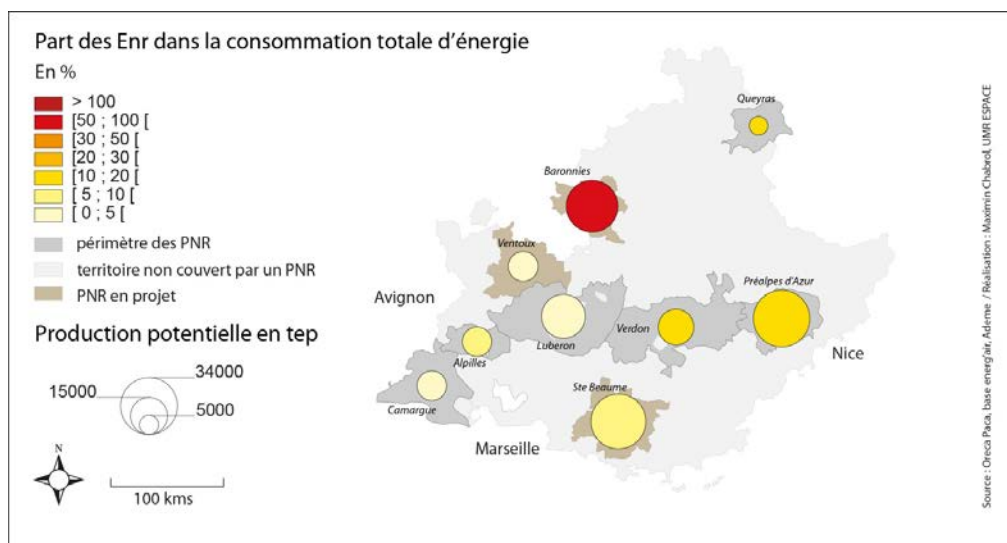 Part des Enr dans la consommation totale d'énergie
En %
> 100
[50 ; 100 [
[30 ; 50 [
[20 ; 30 [
[10 ; 20 [
[ 5 ; 10 [
[ 0 ; 5 [
périmètre des PNR
territoire non couvert par un PNR
PNR en projet
Production potentielle en tep
34000
15000
5000
N
100 kms
Queyras
Baronnies
Ventoux
Avignon
Préalpes d'Azur
Verdon
Luberon
Nice
Alpilles
Ste Beaume
Camargue
Marseille
Source : Oreca Paca, base energ'air, Ademe / Réalisation : Maximin Chabrol, UMR ESPACE